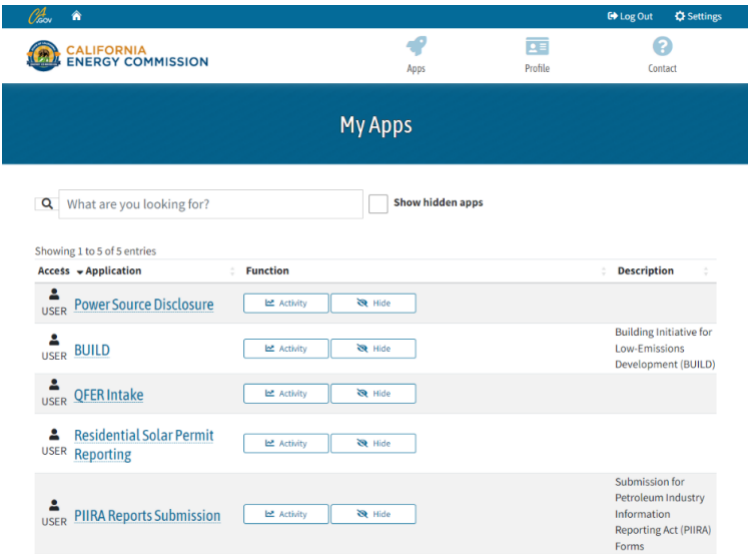 CA.GOV Log Out Settings
CALIFORNIA
ENERGY COMMISSION
Apps Profile Contact
My Apps
What are you looking for? Show hidden apps
Showing 1 to 5 of 5 entries
Access Application Function Description
USER Power Source Disclosure Activity Hide
USER BUILD Activity Hide Building Initiative for
Low-Emissions
Development (BUILD)
USER QFER Intake Activity Hide
USER Residential Solar Permit
Reporting Activity Hide
USER PIIRA Reports Submission Activity Hide Submission for
Petroleum Industry
Information
Reporting Act (PIIRA)
Forms